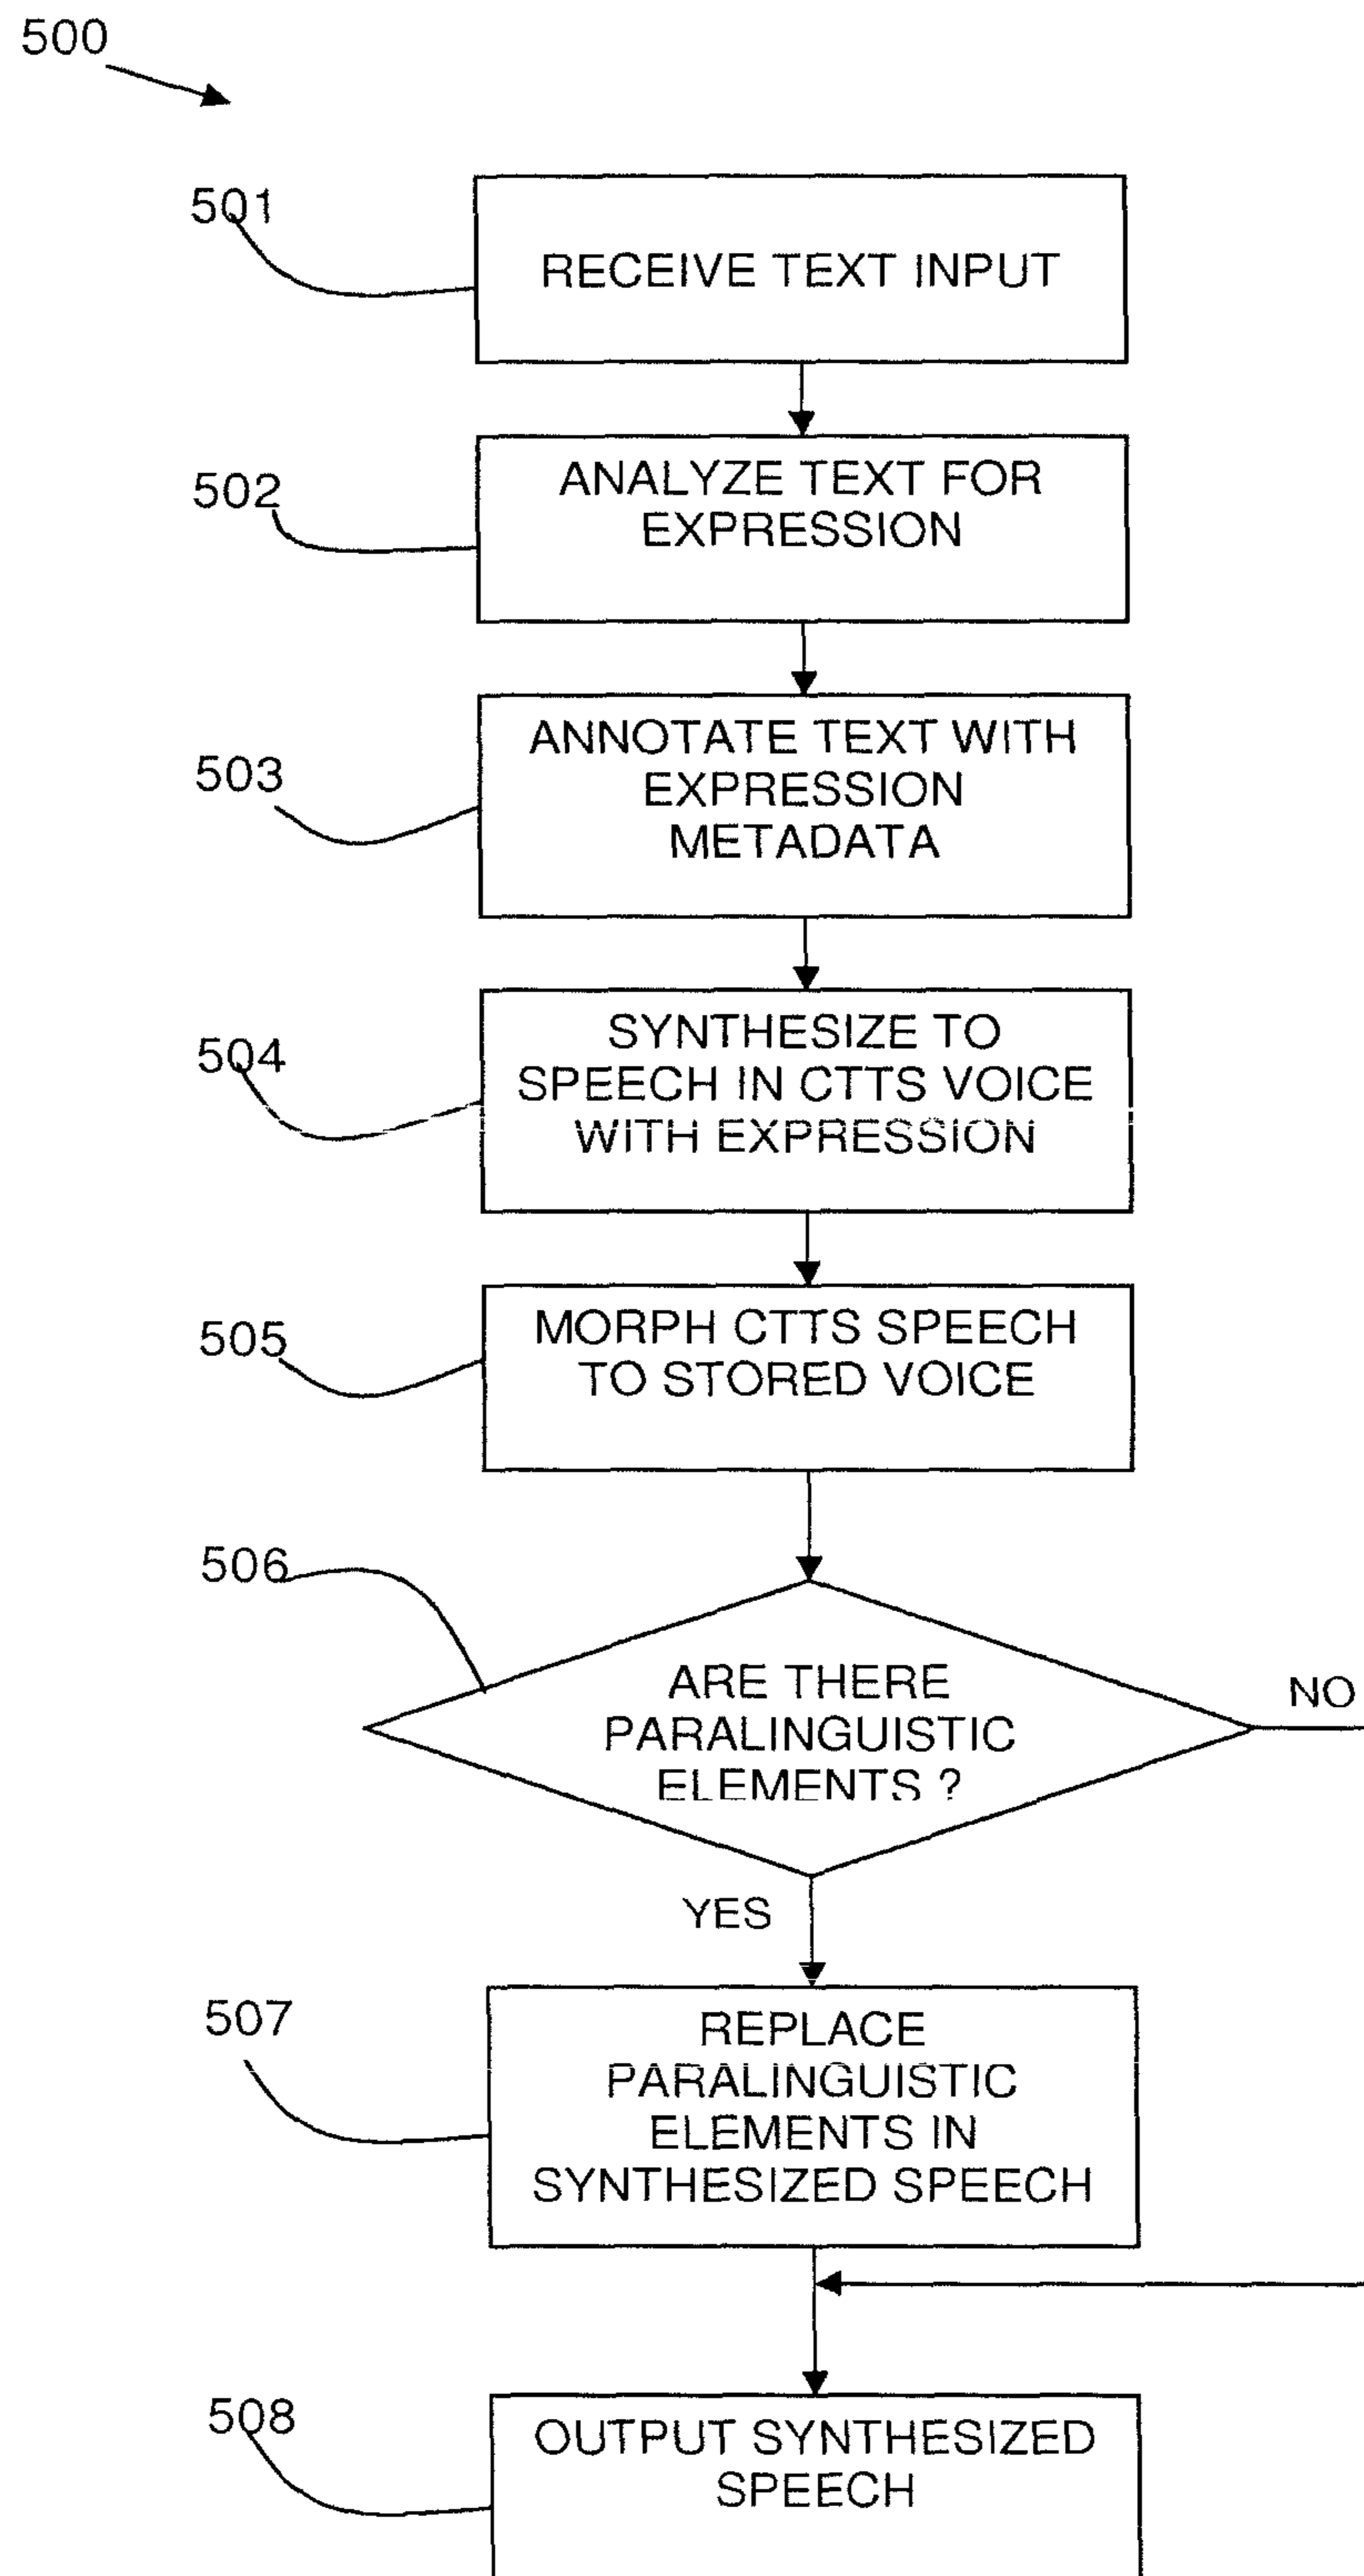 500
501
RECEIVE TEXT INPUT
502
ANALYZE TEXT FOR
EXPRESSION
503
ANNOTATE TEXT WITH
EXPRESSION
METADATA
504
SYNTHESIZE TO
SPEECH IN CTTS VOICE
WITH EXPRESSION
505
MORPH CTTS SPEECH
TO STORED VOICE
506
ARE THERE
PARALINGUISTIC
ELEMENTS ?
NO
YES
507
REPLACE
PARALINGUISTIC
ELEMENTS IN
SYNTHESIZED SPEECH
508
OUTPUT SYNTHESIZED
SPEECH